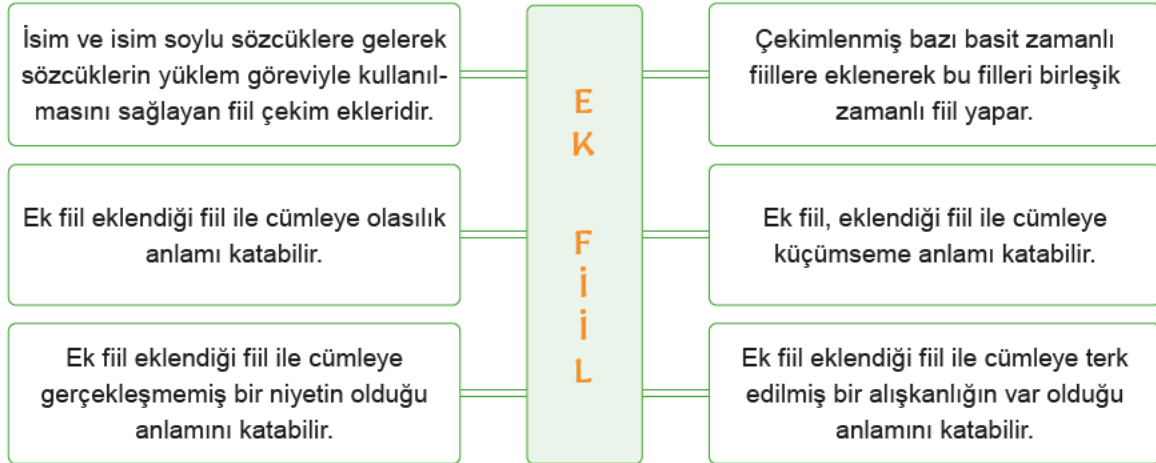 İsim ve isim soylu sözcüklere gelerek
sözcüklerin yüklem göreviyle kullanıl-
masını sağlayan fiil çekim ekleridir.
Çekimlenmiş bazı basit zamanlı
fiillere eklenerek bu filleri birleşik
zamanlı fiil yapar.
EK FİİL
Ek fiil eklendiği fiil ile cümleye olasılık
anlamı katabilir.
Ek fiil, eklendiği fiil ile cümleye
küçümseme anlamı katabilir.
Ek fiil eklendiği fiil ile cümleye
gerçekleşmemiş bir niyetin olduğu
anlamını katabilir.
Ek fiil eklendiği fiil ile cümleye terk
edilmiş bir alışkanlığın var olduğu
anlamını katabilir.